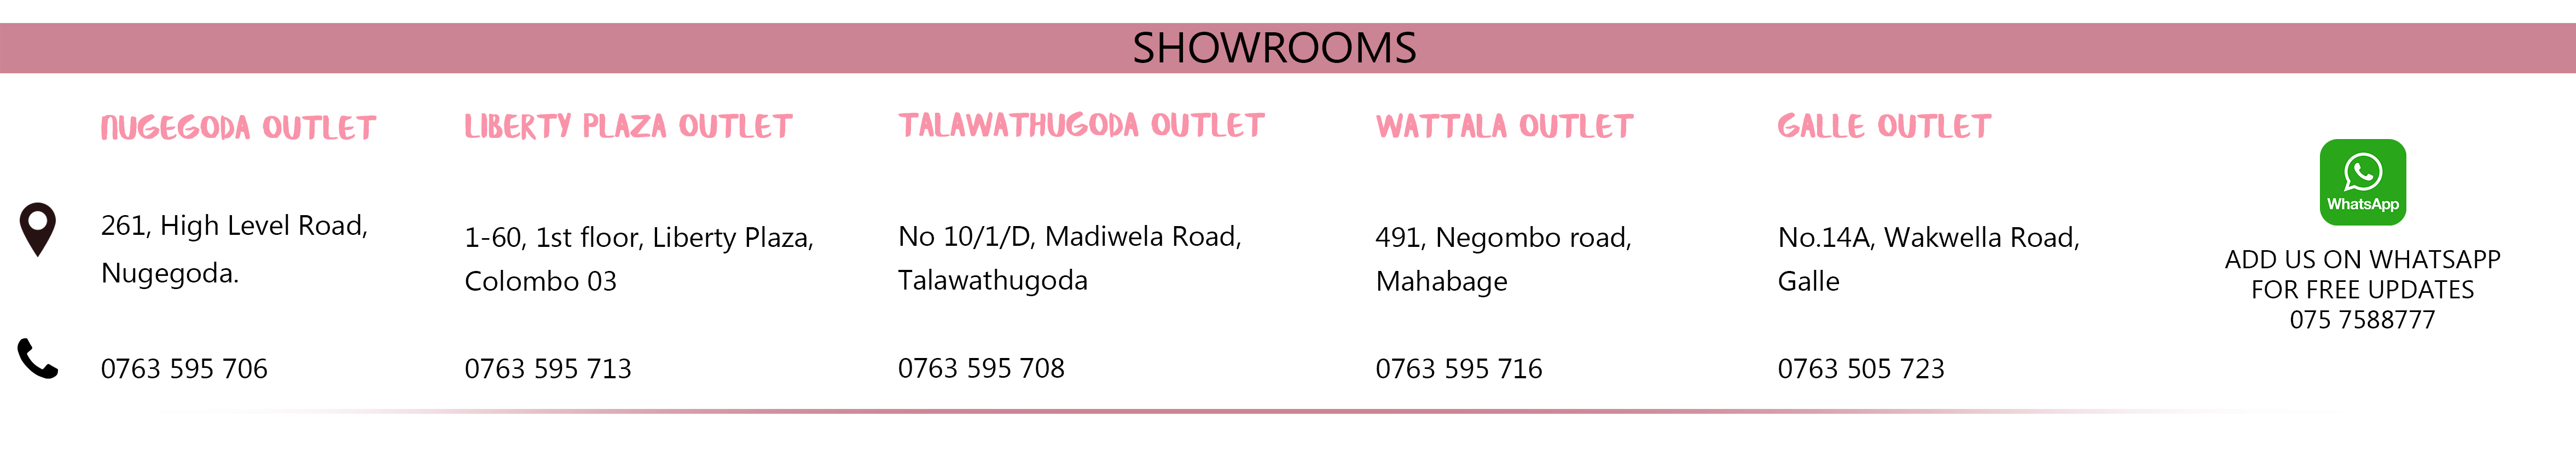 SHOWROOMS
NUGEGODA OUTLET
261, High Level Road,
Nugegoda.
0763 595 706
LIBERTY PLAZA OUTLET
1-60, 1st floor, Liberty Plaza,
Colombo 03
0763 595 713
TALAWATHUGODA OUTLET
No 10/1/D, Madiwela Road,
Talawathugoda
0763 595 708
WATTALA OUTLET
491, Negombo road,
Mahabage
0763 595 716
GALLE OUTLET
No.14A, Wakwella Road,
Galle
0763 505 723
WhatsApp
ADD US ON WHATSAPP
FOR FREE UPDATES
075 7588777